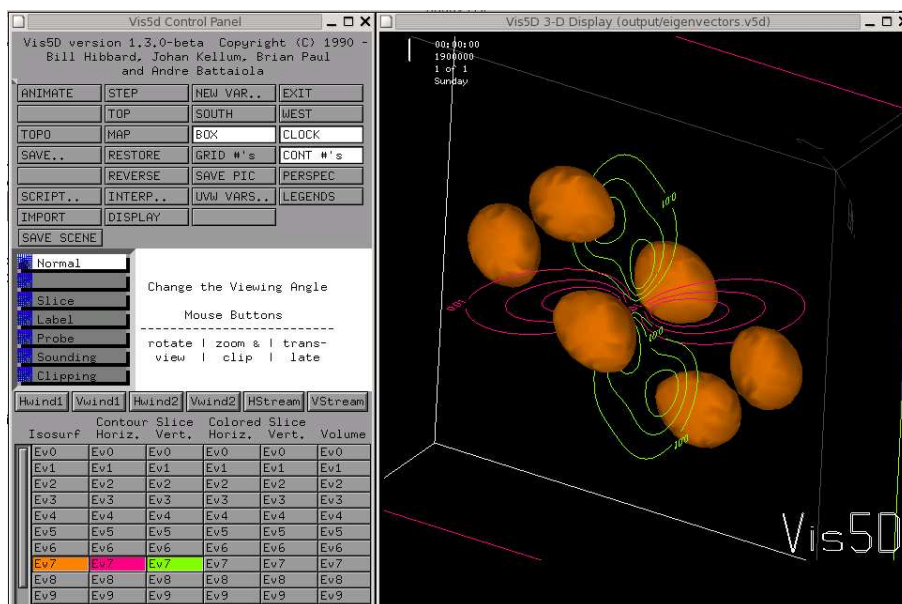 Vis5d Control Panel
Vis5D version 1.3.0-beta Copyright (C) 1990 -
Bill Hibbard, Johan Kellum, Brian Paul
and Andre Battaiola
ANIMATE STEP NEW VAR.. EXIT
TOP SOUTH WEST
TOPO MAP BOX CLOCK
SAVE.. RESTORE GRID #'s CONT #'s
REVERSE SAVE PIC PERSPEC
SCRIPT.. INTERP.. UVW VARS.. LEGENDS
IMPORT DISPLAY
SAVE SCENE
Normal
Slice
Label
Probe
Sounding
Clipping
Change the Viewing Angle
Mouse Buttons
rotate | zoom & | trans-
view | clip | late
Hwind1 Vwind1 Hwind2 Vwind2 HStream VStream
Contour Slice Colored Slice
Isosurf Horiz. Vert. Horiz. Vert. Volume
Ev0 Ev0 Ev0 Ev0 Ev0 Ev0
Ev1 Ev1 Ev1 Ev1 Ev1 Ev1
Ev2 Ev2 Ev2 Ev2 Ev2 Ev2
Ev3 Ev3 Ev3 Ev3 Ev3 Ev3
Ev4 Ev4 Ev4 Ev4 Ev4 Ev4
Ev5 Ev5 Ev5 Ev5 Ev5 Ev5
Ev6 Ev6 Ev6 Ev6 Ev6 Ev6
Ev7 Ev7 Ev7 Ev7 Ev7 Ev7
Ev8 Ev8 Ev8 Ev8 Ev8 Ev8
Ev9 Ev9 Ev9 Ev9 Ev9 Ev9
Vis5D 3-D Display (output/eigenvectors.v5d)
00:00:00
1900000
1 of 1
Sunday
Vis5D